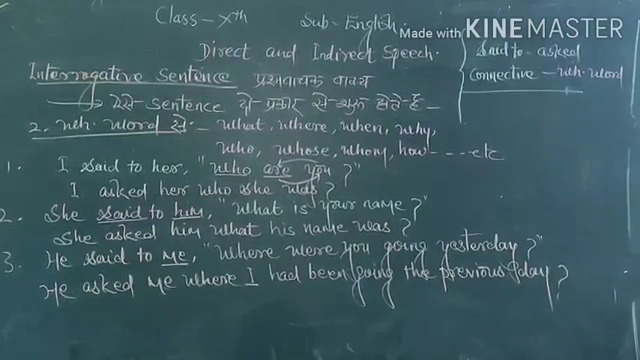 Class - Xth Sub- English.
Made with KINEMASTER
Direct and Indirect Speech.
said to - asked
connective - wh. word
Interrogative Sentence प्रश्नवाचक वाक्य
→ ऐसे Sentence दो प्रकार से शुरू होते हैं -
2. wh. word से - what, where, when, why,
who, whose, whom, how ---- etc
1. I said to her, "who are you?"
I asked her who she was?
2. She said to him, "what is your name?
She asked him what his name was?
3. He said to me, "where were you going yesterday?"
He asked me where I had been going the previous day?